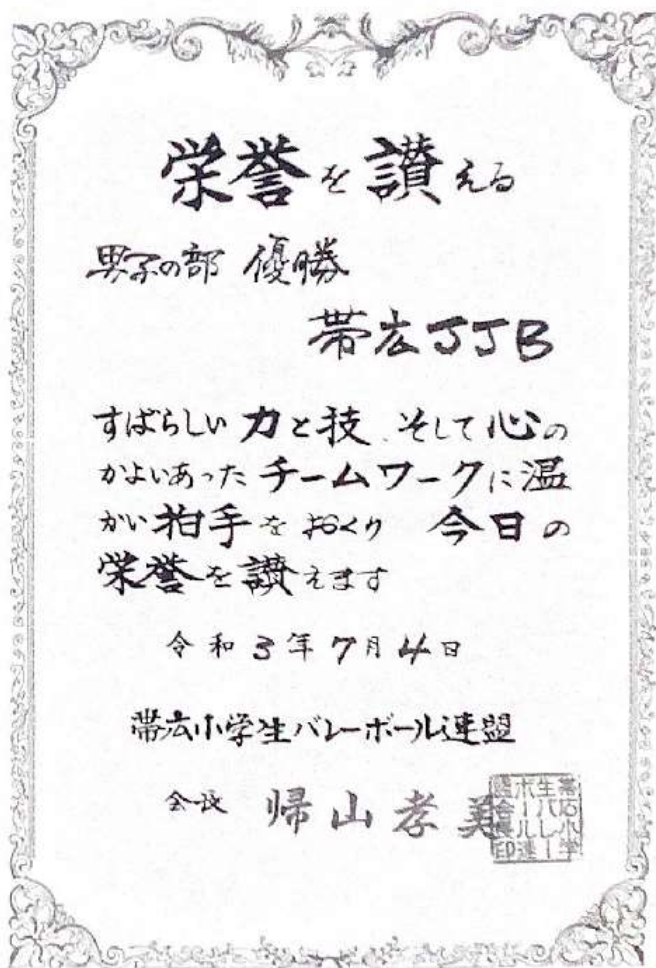 栄誉を讃える
男子の部 優勝
帯広JJB
すばらしい力と技、そして心の
かよいあったチームワークに温
かい拍手をおくり 今日の
栄誉を讃えます
令和3年7月4日
帯広小学生バレーボール連盟
会長 帰山孝美